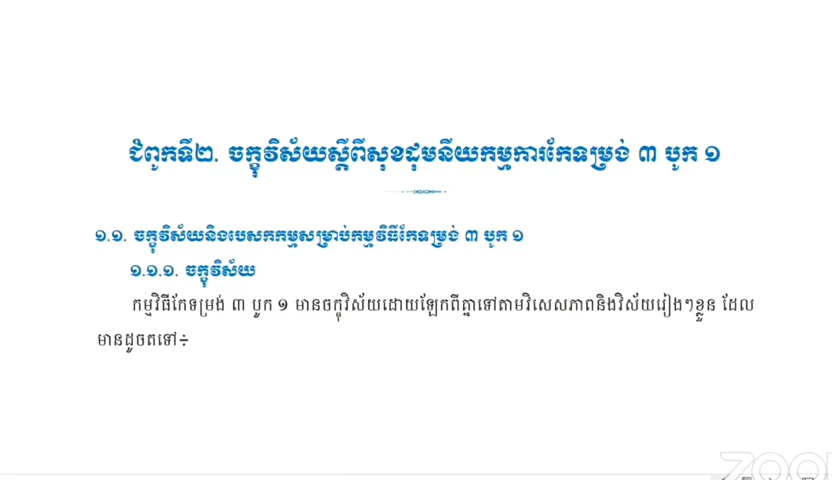 ជំពូកទី២. ចក្ខុវិស័យស្តីពីសុខដុមនីយកម្មការកែទម្រង់ ៣ បូក ១
១.១. ចក្ខុវិស័យនិងបេសកកម្មសម្រាប់កម្មវិធីកែទម្រង់ ៣ បូក ១
១.១.១. ចក្ខុវិស័យ
កម្មវិធីកែទម្រង់ ៣ បូក ១ មានចក្ខុវិស័យដោយឡែកពីគ្នាទៅតាមវិសេសភាពនិងវិស័យរៀងៗខ្លួន ដែល
មានដូចតទៅ÷
zoom